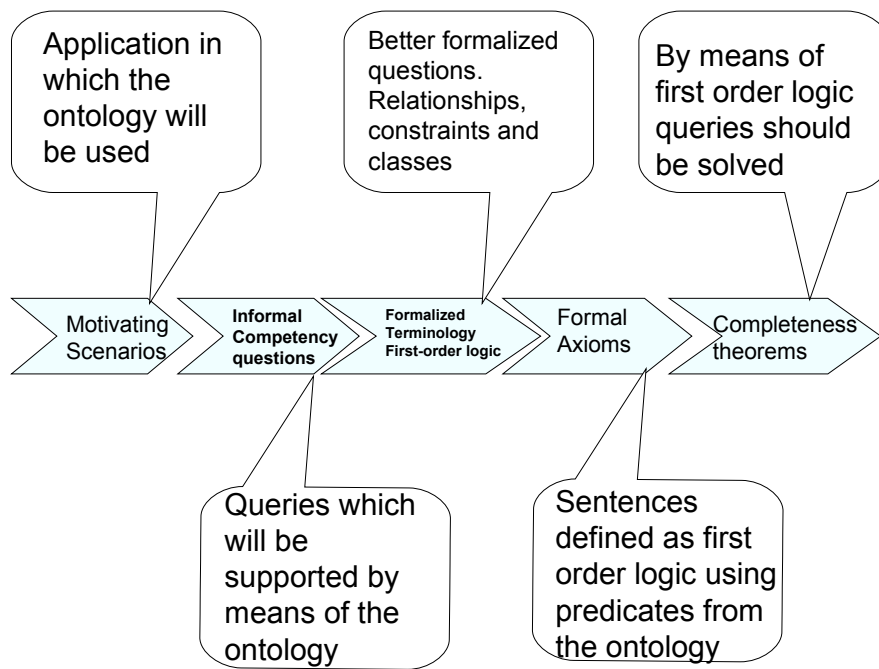 Application in
which the
ontology will
be used
Better formalized
questions.
Relationships,
constraints and
classes
By means of
first order logic
queries should
be solved
Motivating
Scenarios
Informal
Competency
questions
Formalized
Terminology
First-order logic
Formal
Axioms
Completeness
theorems
Queries which
will be
supported by
means of the
ontology
Sentences
defined as first
order logic using
predicates from
the ontology